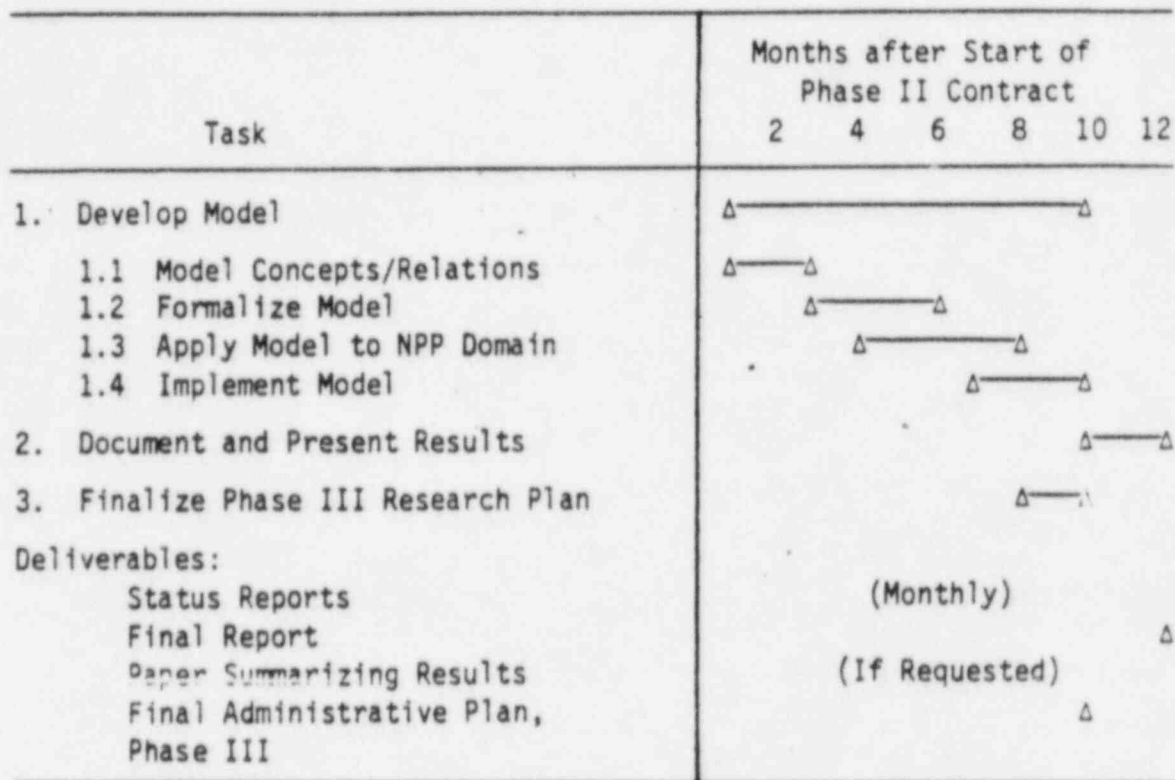 Months after Start of
Phase II Contract
Task 2 4 6 8 10 12
1. Develop Model
1.1 Model Concepts/Relations
1.2 Formalize Model
1.3 Apply Model to NPP Domain
1.4 Implement Model
2. Document and Present Results
3. Finalize Phase III Research Plan
Deliverables:
Status Reports (Monthly)
Final Report
Paper Summarizing Results (If Requested)
Final Administrative Plan,
Phase III